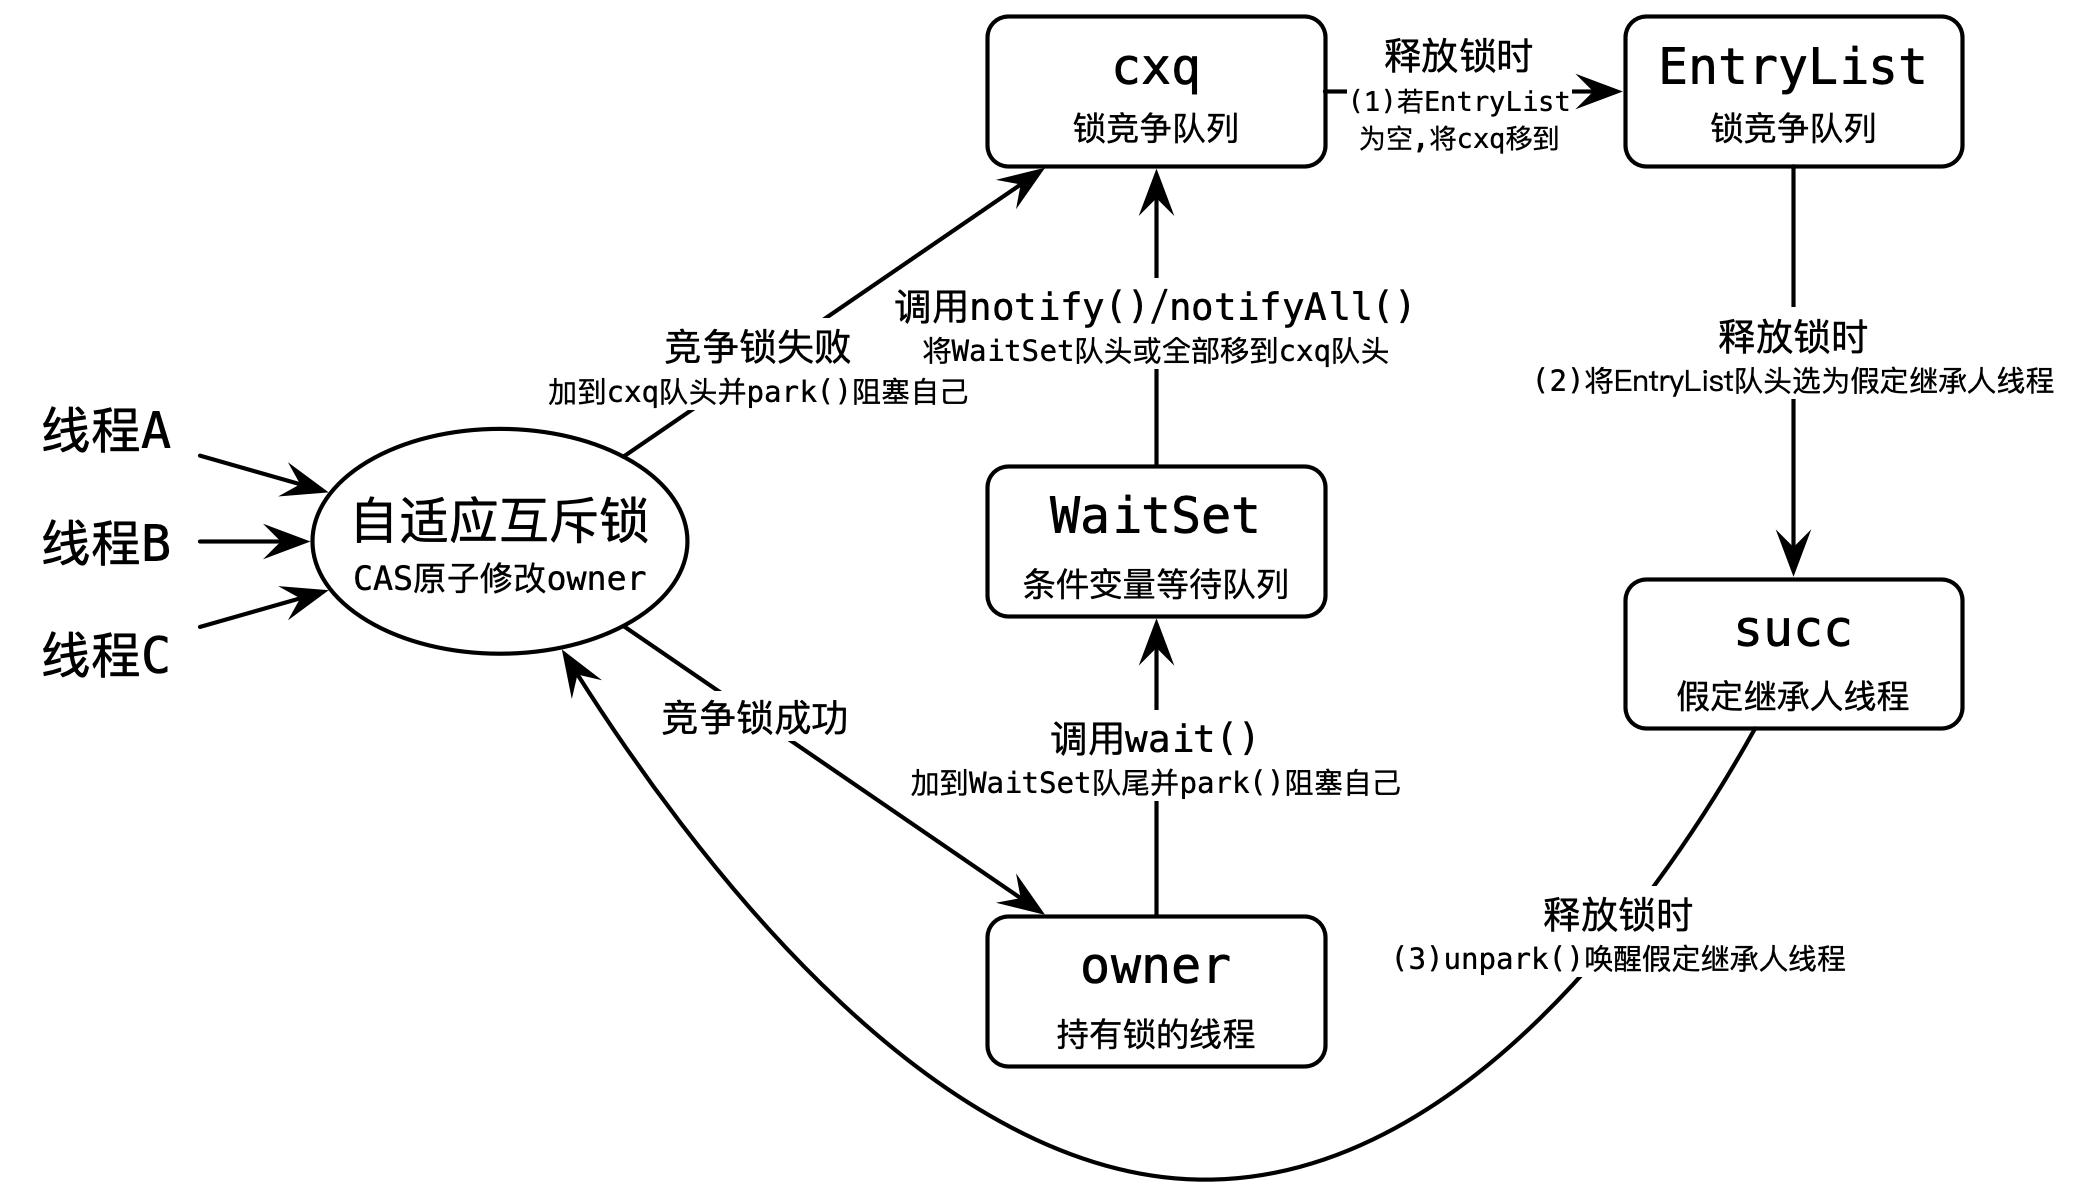 cxq
锁竞争队列
释放锁时
(1)若EntryList
为空,将cxq移到
EntryList
锁竞争队列
调用notify()/notifyAll()
将WaitSet队头或全部移到cxq队头
竞争锁失败
加到cxq队头并park()阻塞自己
释放锁时
(2)将EntryList队头选为假定继承人线程
线程A
线程B
线程C
自适应互斥锁
CAS原子修改owner
WaitSet
条件变量等待队列
succ
假定继承人线程
竞争锁成功
调用wait()
加到WaitSet队尾并park()阻塞自己
释放锁时
(3)unpark()唤醒假定继承人线程
owner
持有锁的线程